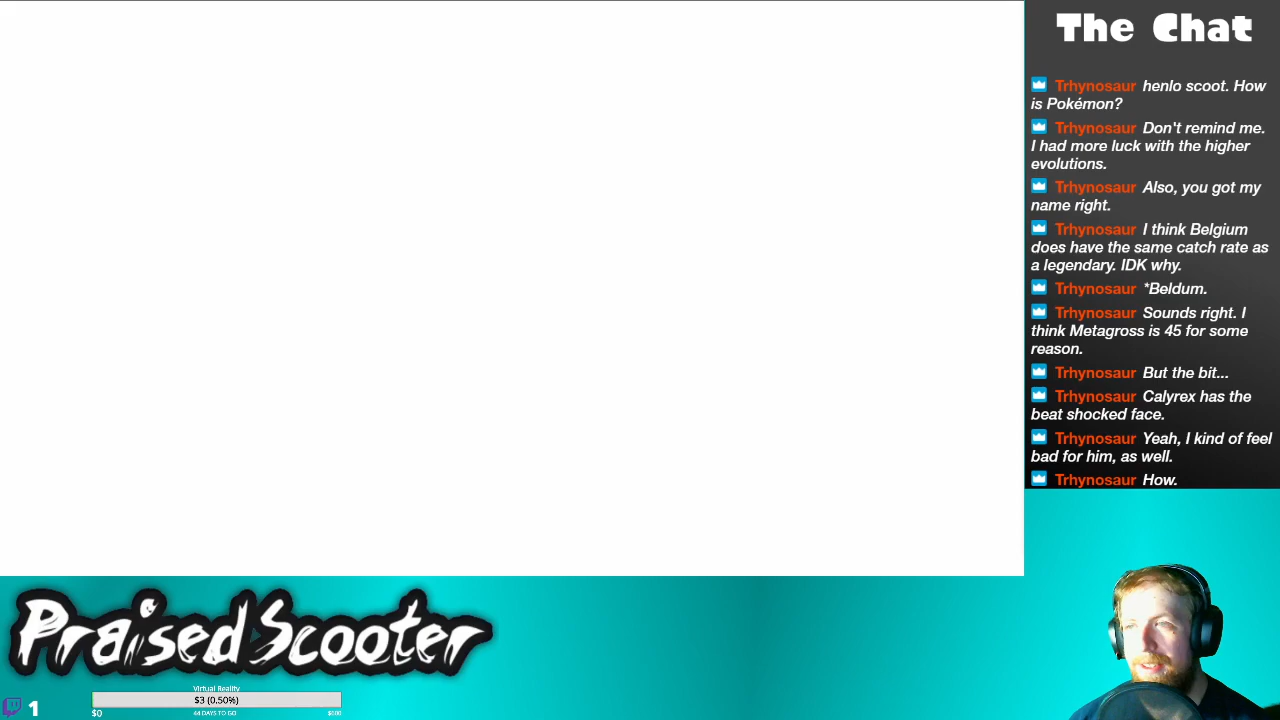 The Chat
Trhynosaur henlo scoot. How
is Pokémon?
Trhynosaur Don't remind me.
I had more luck with the higher
evolutions.
Trhynosaur Also, you got my
name right.
Trhynosaur I think Belgium
does have the same catch rate as
a legendary. IDK why.
Trhynosaur *Beldum.
Trhynosaur Sounds right. I
think Metagross is 45 for some
reason.
Trhynosaur But the bit...
Trhynosaur Calyrex has the
beat shocked face.
Trhynosaur Yeah, I kind of feel
bad for him, as well.
Trhynosaur How.
PraisedScooter
Virtual Reality
$3 (0.50%)
$0
44 DAYS TO GO
1